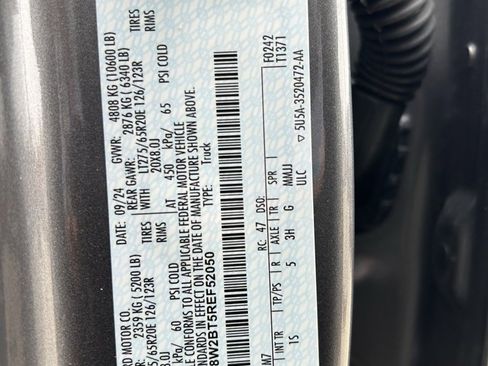 RD MOTOR CO.
DATE: 09/24 GVWR: 4808 KG (10600 LB)
2359 KG (5200 LB) REAR GAWR: 2876 KG (6340 LB)
75/65R20E 126/123R WITH LT275/65R20E 126/123R TIRES
20X8.0J RIMS
kPa/ 60 PSI COLD AT 450 kPa/ 65 PSI COLD
LE CONFORMS TO ALL APPLICABLE FEDERAL MOTOR VEHICLE
NDARDS IN EFFECT ON THE DATE OF MANUFACTURE SHOWN ABOVE.
8W2BT5REF52050 TYPE: Truck
F0242
T1371
RC: 47 DSO:
INT TR TP/PS R AXLE TR SPR
1S 5 3H G MMJJ
ULC
5U5A-3520472-AA
TIRES
RIMS